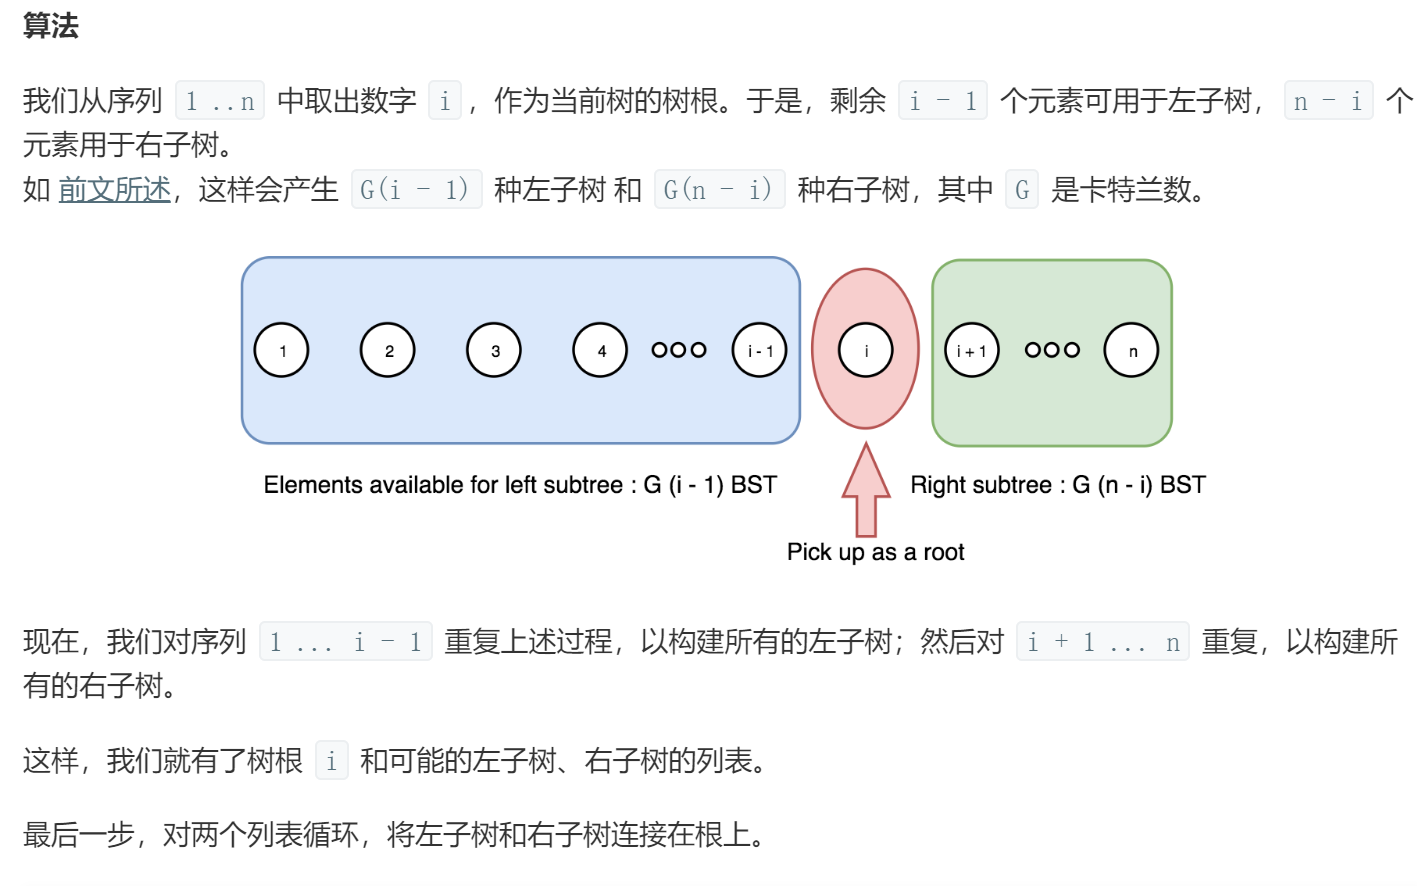 算法
我们从序列 1 ..n 中取出数字 i ，作为当前树的树根。于是，剩余 i - 1 个元素可用于左子树， n - i 个
元素用于右子树。
如 前文所述，这样会产生 G(i - 1) 种左子树 和 G(n - i) 种右子树，其中 G 是卡特兰数。
1 2 3 4 i - 1 i i + 1 n
Elements available for left subtree : G (i - 1) BST Right subtree : G (n - i) BST
Pick up as a root
现在，我们对序列 1 ... i - 1 重复上述过程，以构建所有的左子树；然后对 i + 1 ... n 重复，以构建所
有的右子树。
这样，我们就有了树根 i 和可能的左子树、右子树的列表。
最后一步，对两个列表循环，将左子树和右子树连接在根上。